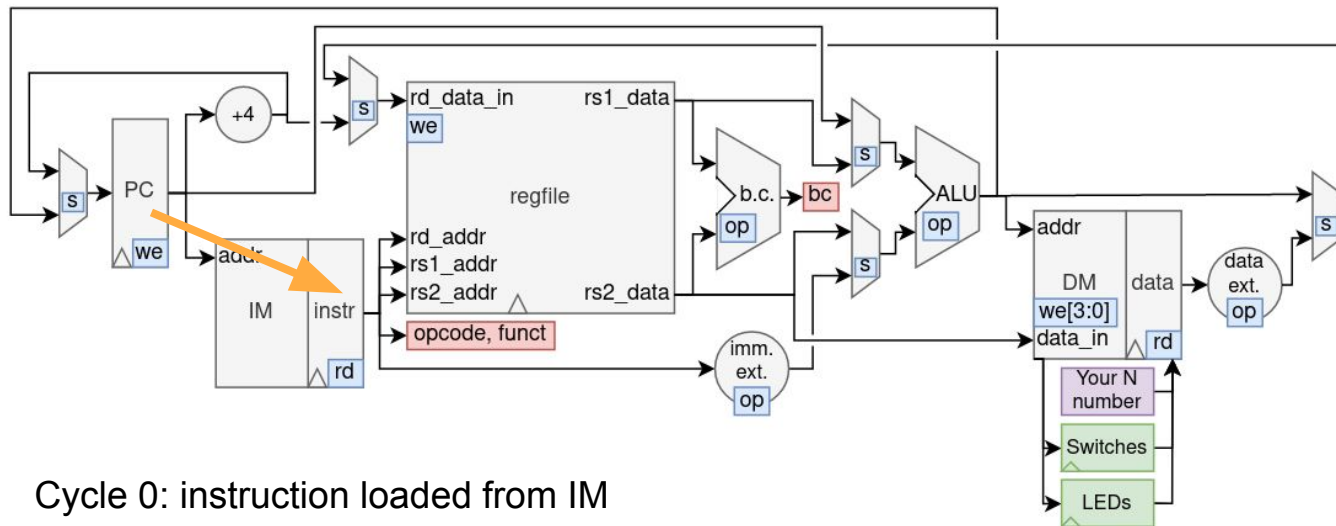 s
PC
we
+4
addr
IM
instr
rd
s
rd_data_in
rs1_data
we
regfile
rd_addr
rs1_addr
rs2_addr
rs2_data
opcode, funct
b.c.
op
bc
imm.
ext.
op
s
s
ALU
op
addr
DM
data
we[3:0]
data_in
rd
Your N
number
Switches
LEDs
data
ext.
op
s
Cycle 0: instruction loaded from IM